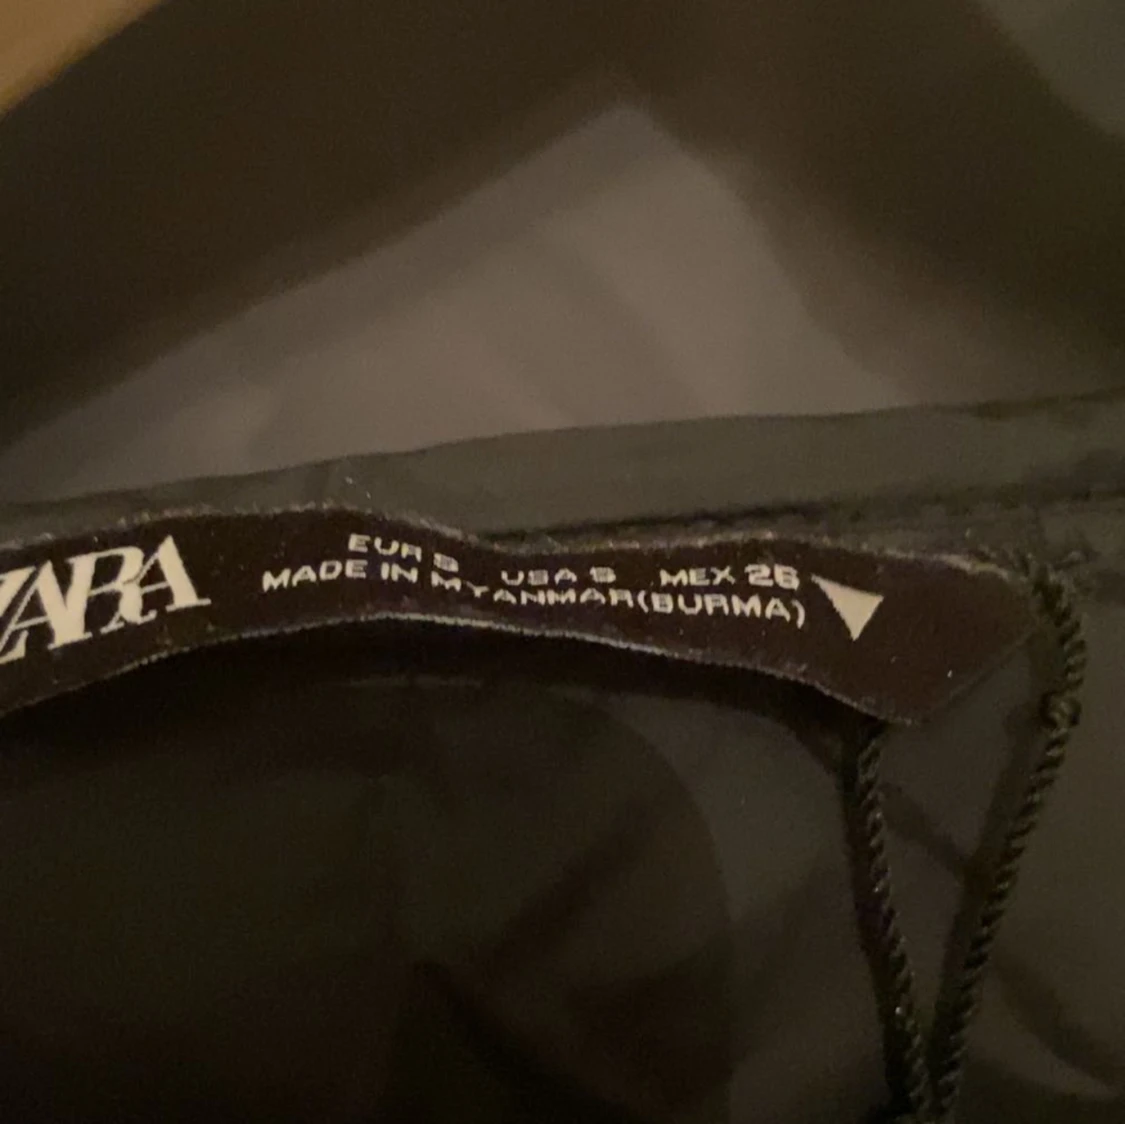 ZARA
EUR S USA S MEX 26
MADE IN MYANMAR(BURMA)